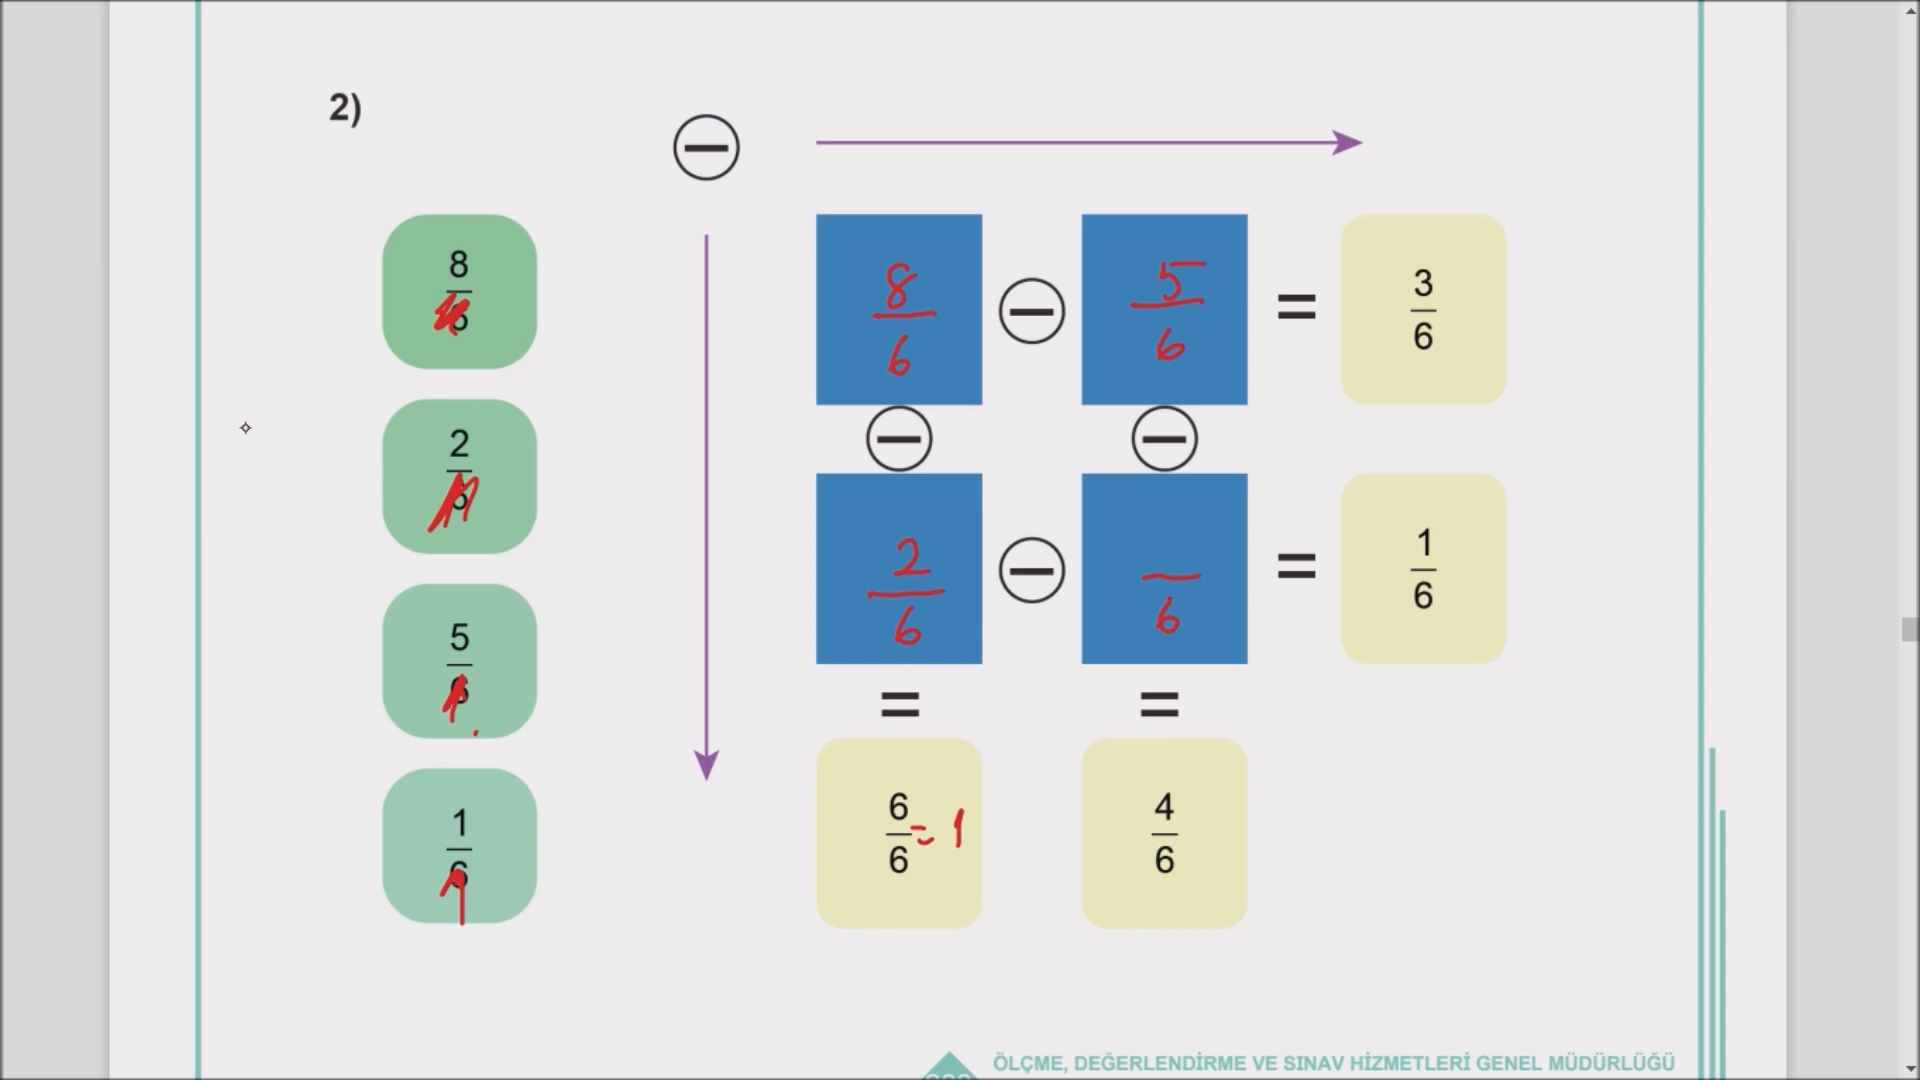 2)
−
8/6
2/6
5/6
1/6
8/6 − 5/6 = 3/6
− −
2/6 − /6 = 1/6
= =
6/6 = 1 4/6
ÖLÇME, DEĞERLENDİRME VE SINAV HİZMETLERİ GENEL MÜDÜRLÜĞÜ